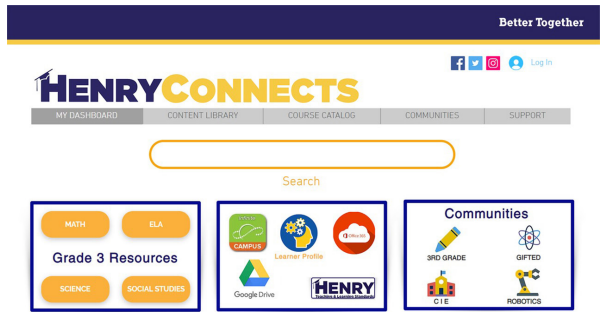 Better Together
Log In
HENRYCONNECTS
MY DASHBOARD CONTENT LIBRARY COURSE CATALOG COMMUNITIES SUPPORT
Search
MATH ELA
Grade 3 Resources
SCIENCE SOCIAL STUDIES
CAMPUS
Learner Profile
Office 365
Google Drive
HENRY
Teaching & Learning Standards
Communities
3RD GRADE GIFTED
C I E ROBOTICS